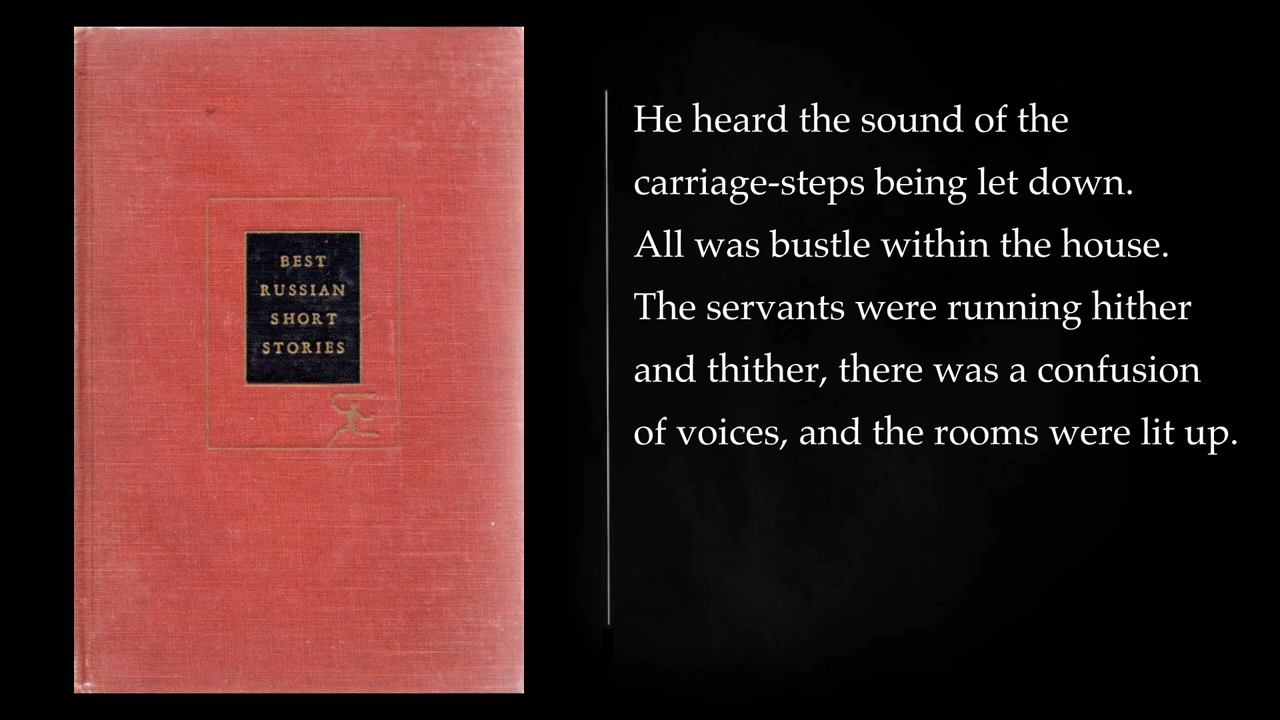 BEST
RUSSIAN
SHORT
STORIES
He heard the sound of the
carriage-steps being let down.
All was bustle within the house.
The servants were running hither
and thither, there was a confusion
of voices, and the rooms were lit up.